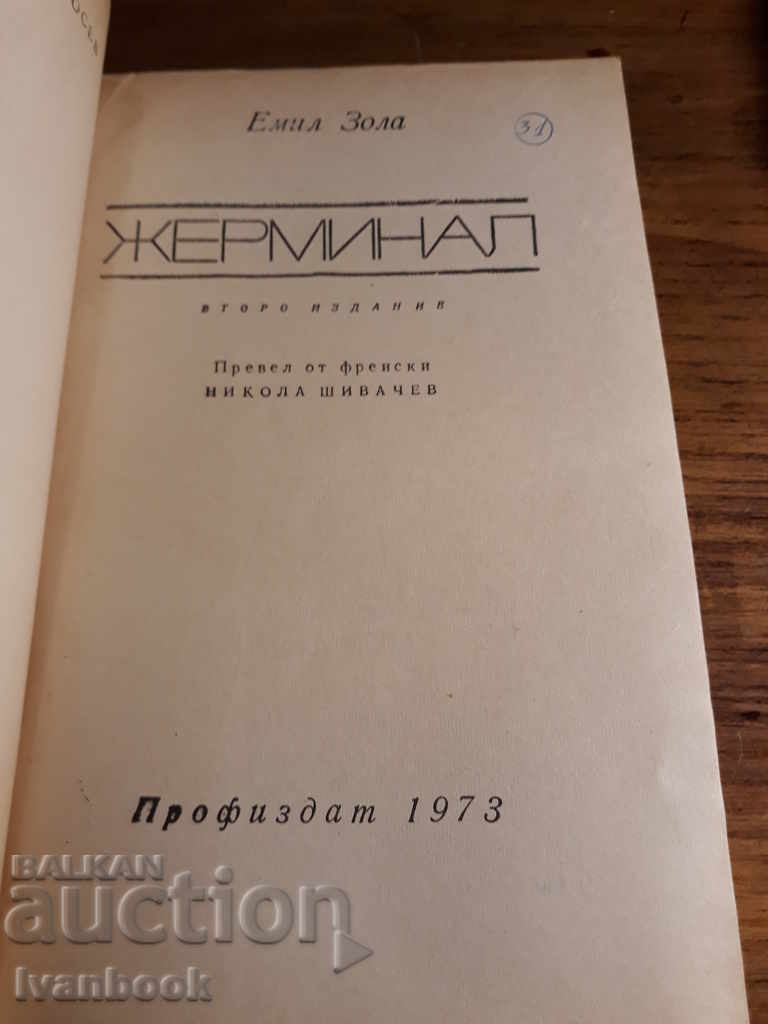 Емил Зола
31
ЖЕРМИНАЛ
ВТОРО ИЗДАНИЕ
Превел от френски
НИКОЛА ШИВАЧЕВ
Профиздат 1973
BALKAN
auction
Ivanbook